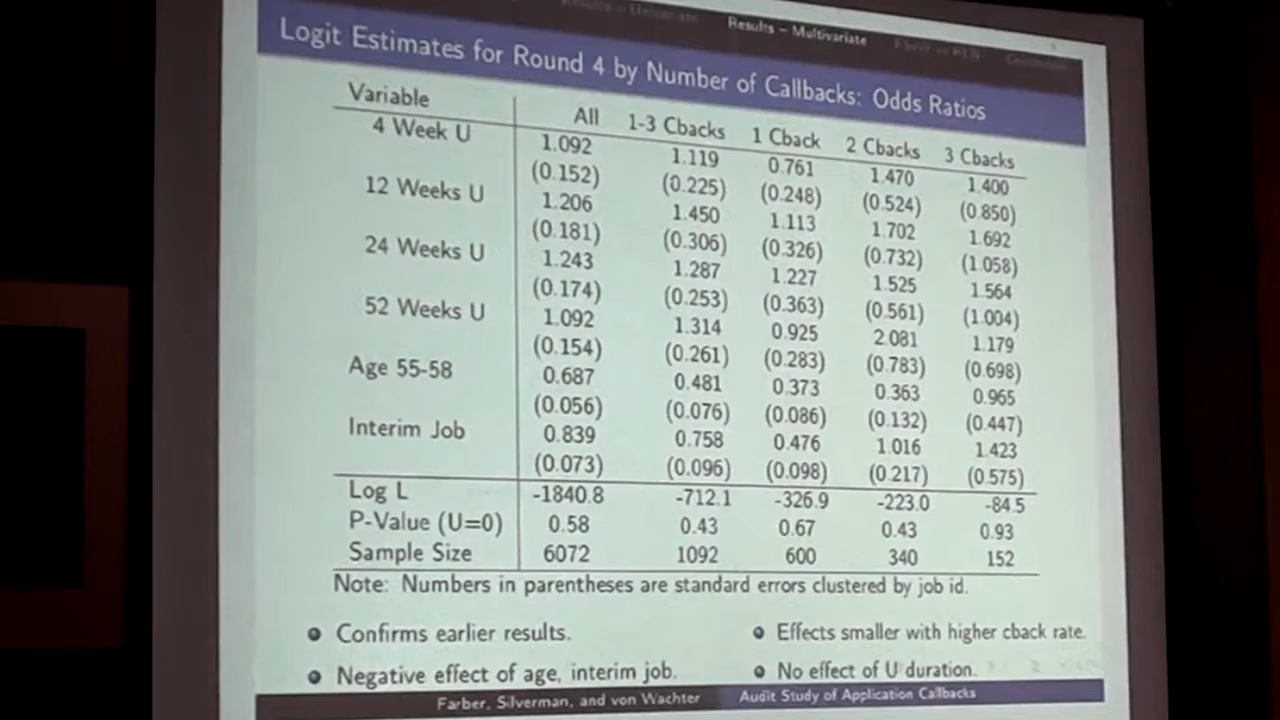 Results – Multivariate
Logit Estimates for Round 4 by Number of Callbacks: Odds Ratios
Variable All 1-3 Cbacks 1 Cback 2 Cbacks 3 Cbacks
4 Week U 1.092 1.119 0.761 1.470 1.400
(0.152) (0.225) (0.248) (0.524) (0.850)
12 Weeks U 1.206 1.450 1.113 1.702 1.692
(0.181) (0.306) (0.326) (0.732) (1.058)
24 Weeks U 1.243 1.287 1.227 1.525 1.564
(0.174) (0.253) (0.363) (0.561) (1.004)
52 Weeks U 1.092 1.314 0.925 2.081 1.179
(0.154) (0.261) (0.283) (0.783) (0.698)
Age 55-58 0.687 0.481 0.373 0.363 0.965
(0.056) (0.076) (0.086) (0.132) (0.447)
Interim Job 0.839 0.758 0.476 1.016 1.423
(0.073) (0.096) (0.098) (0.217) (0.575)
Log L -1840.8 -712.1 -326.9 -223.0 -84.5
P-Value (U=0) 0.58 0.43 0.67 0.43 0.93
Sample Size 6072 1092 600 340 152
Note: Numbers in parentheses are standard errors clustered by job id.
Confirms earlier results.
Negative effect of age, interim job.
Effects smaller with higher cback rate.
No effect of U duration.
Farber, Silverman, and von Wachter Audit Study of Application Callbacks